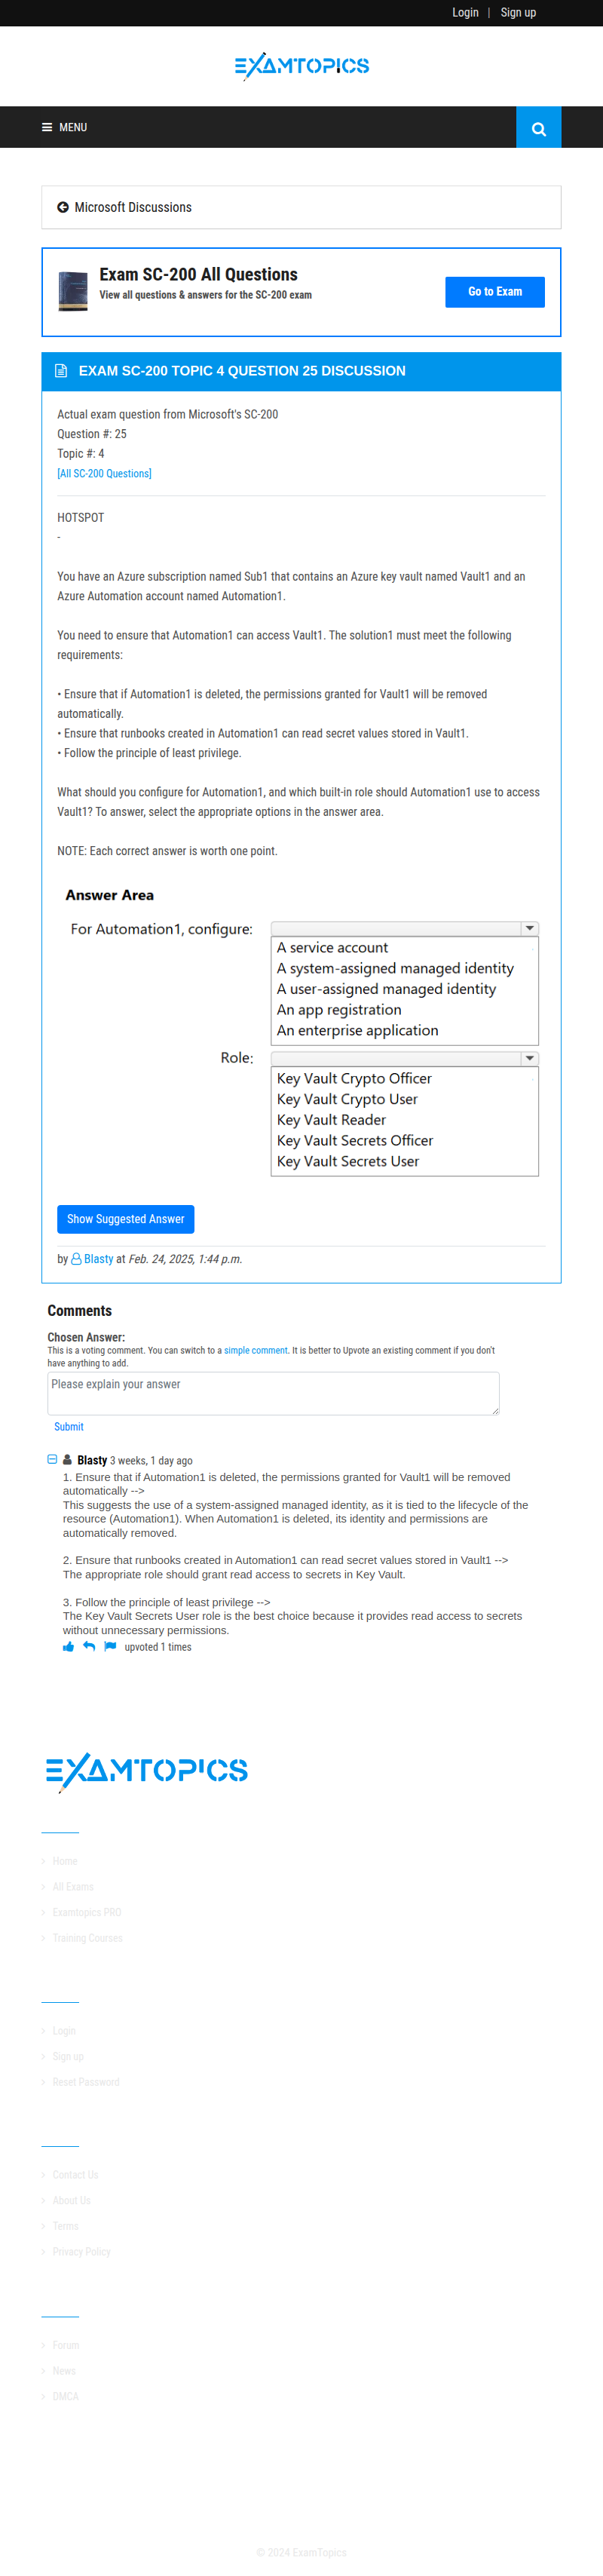 Login | Sign up
EXAMTOPICS
MENU
Microsoft Discussions
Exam SC-200 All Questions
View all questions & answers for the SC-200 exam
Go to Exam
EXAM SC-200 TOPIC 4 QUESTION 25 DISCUSSION
Actual exam question from Microsoft's SC-200
Question #: 25
Topic #: 4
[All SC-200 Questions]
HOTSPOT
-
You have an Azure subscription named Sub1 that contains an Azure key vault named Vault1 and an
Azure Automation account named Automation1.
You need to ensure that Automation1 can access Vault1. The solution1 must meet the following
requirements:
• Ensure that if Automation1 is deleted, the permissions granted for Vault1 will be removed
automatically.
• Ensure that runbooks created in Automation1 can read secret values stored in Vault1.
• Follow the principle of least privilege.
What should you configure for Automation1, and which built-in role should Automation1 use to access
Vault1? To answer, select the appropriate options in the answer area.
NOTE: Each correct answer is worth one point.
Answer Area
For Automation1, configure:
A service account
A system-assigned managed identity
A user-assigned managed identity
An app registration
An enterprise application
Role:
Key Vault Crypto Officer
Key Vault Crypto User
Key Vault Reader
Key Vault Secrets Officer
Key Vault Secrets User
Show Suggested Answer
by Blasty at Feb. 24, 2025, 1:44 p.m.
Comments
Chosen Answer:
This is a voting comment. You can switch to a simple comment. It is better to Upvote an existing comment if you don't
have anything to add.
Please explain your answer
Submit
Blasty 3 weeks, 1 day ago
1. Ensure that if Automation1 is deleted, the permissions granted for Vault1 will be removed
automatically -->
This suggests the use of a system-assigned managed identity, as it is tied to the lifecycle of the
resource (Automation1). When Automation1 is deleted, its identity and permissions are
automatically removed.
2. Ensure that runbooks created in Automation1 can read secret values stored in Vault1 -->
The appropriate role should grant read access to secrets in Key Vault.
3. Follow the principle of least privilege -->
The Key Vault Secrets User role is the best choice because it provides read access to secrets
without unnecessary permissions.
upvoted 1 times
EXAMTOPICS
Home
All Exams
Examtopics PRO
Training Courses
Login
Sign up
Reset Password
Contact Us
About Us
Terms
Privacy Policy
Forum
News
DMCA
© 2024 ExamTopics